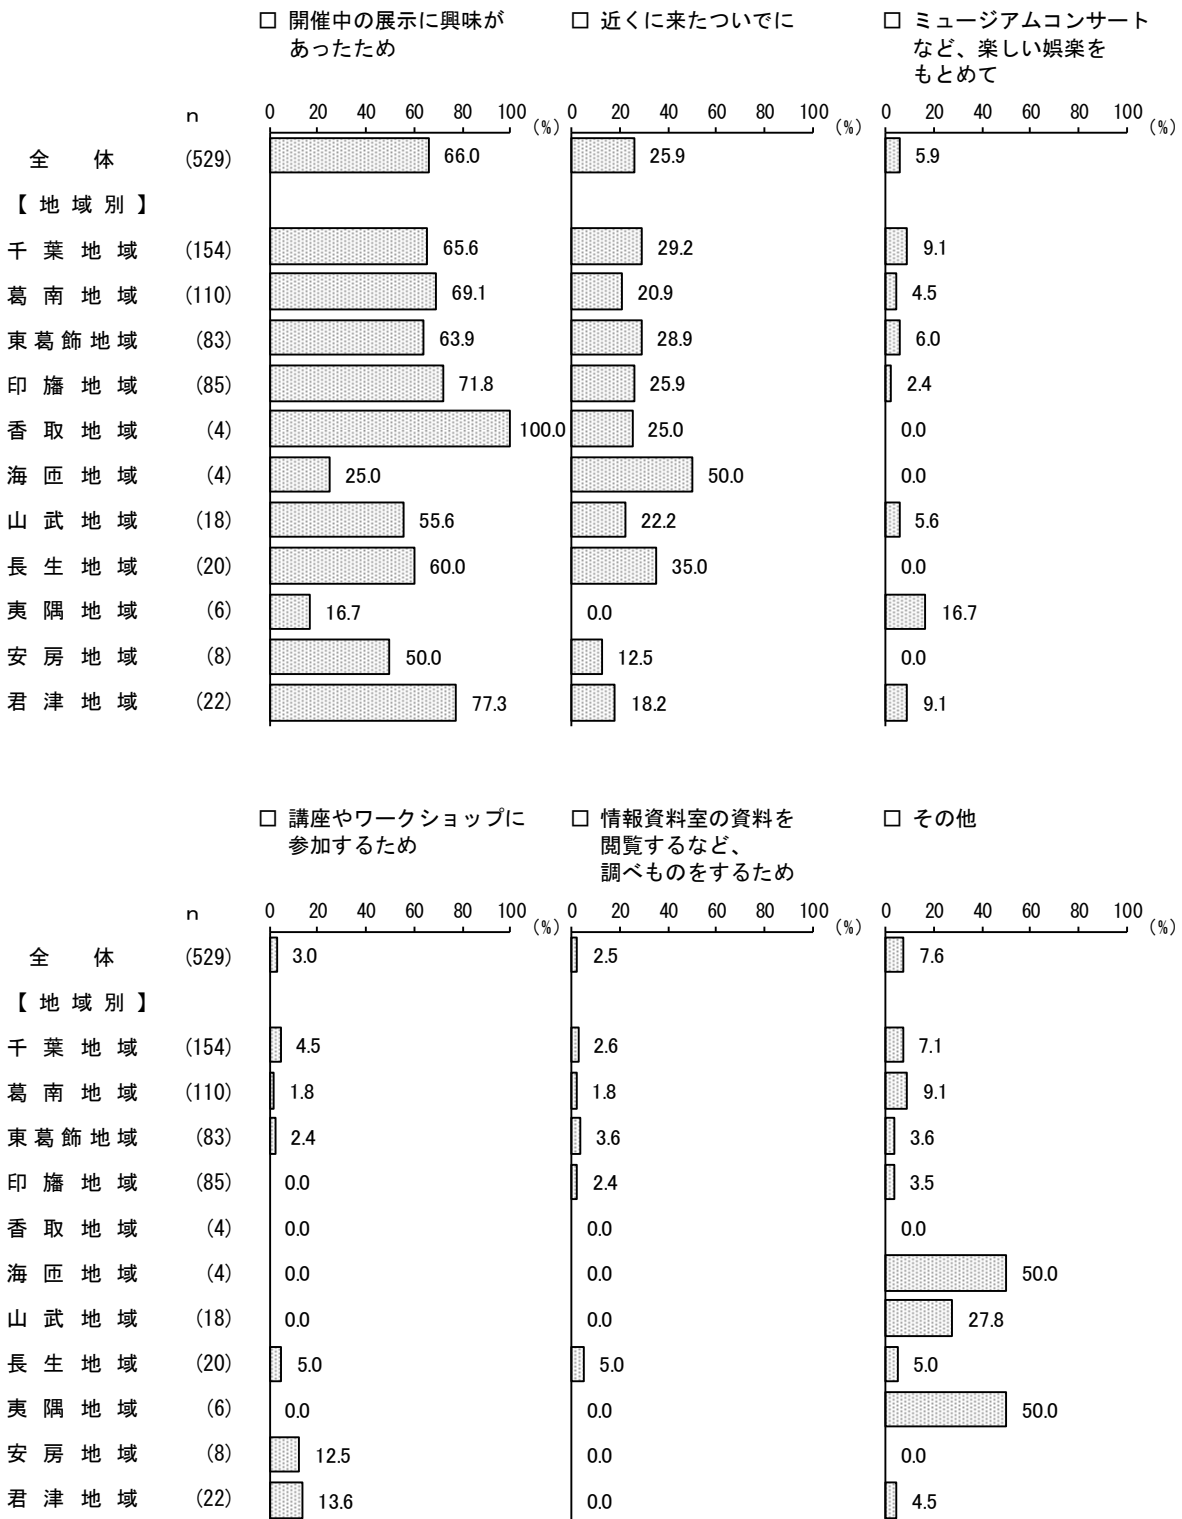 □ 開催中の展示に興味が
あったため
□ 近くに来たついでに
□ ミュージアムコンサート
など、楽しい娯楽を
もとめて
n
0 20 40 60 80 100 (%)
0 20 40 60 80 100 (%)
0 20 40 60 80 100 (%)
全 体 (529) 66.0 25.9 5.9
【 地 域 別 】
千 葉 地 域 (154) 65.6 29.2 9.1
葛 南 地 域 (110) 69.1 20.9 4.5
東 葛 飾 地 域 (83) 63.9 28.9 6.0
印 旛 地 域 (85) 71.8 25.9 2.4
香 取 地 域 (4) 100.0 25.0 0.0
海 匝 地 域 (4) 25.0 50.0 0.0
山 武 地 域 (18) 55.6 22.2 5.6
長 生 地 域 (20) 60.0 35.0 0.0
夷 隅 地 域 (6) 16.7 0.0 16.7
安 房 地 域 (8) 50.0 12.5 0.0
君 津 地 域 (22) 77.3 18.2 9.1
□ 講座やワークショップに
参加するため
□ 情報資料室の資料を
閲覧するなど、
調べものをするため
□ その他
n
0 20 40 60 80 100 (%)
0 20 40 60 80 100 (%)
0 20 40 60 80 100 (%)
全 体 (529) 3.0 2.5 7.6
【 地 域 別 】
千 葉 地 域 (154) 4.5 2.6 7.1
葛 南 地 域 (110) 1.8 1.8 9.1
東 葛 飾 地 域 (83) 2.4 3.6 3.6
印 旛 地 域 (85) 0.0 2.4 3.5
香 取 地 域 (4) 0.0 0.0 0.0
海 匝 地 域 (4) 0.0 0.0 50.0
山 武 地 域 (18) 0.0 0.0 27.8
長 生 地 域 (20) 5.0 5.0 5.0
夷 隅 地 域 (6) 0.0 0.0 50.0
安 房 地 域 (8) 12.5 0.0 0.0
君 津 地 域 (22) 13.6 0.0 4.5